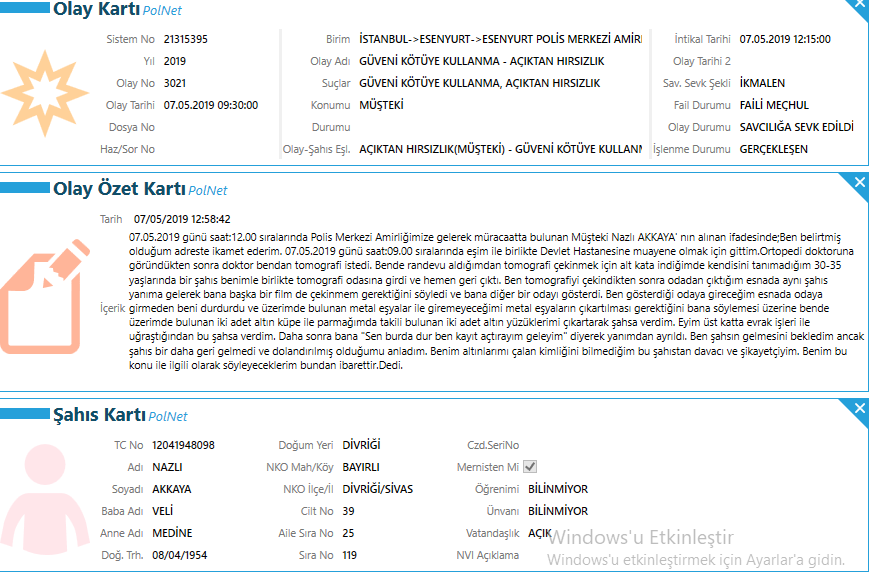 Olay Kartı PolNet
Sistem No 21315395 Birim İSTANBUL->ESENYURT->ESENYURT POLİS MERKEZİ AMİRİ İntikal Tarihi 07.05.2019 12:15:00
Yıl 2019 Olay Adı GÜVENİ KÖTÜYE KULLANMA - AÇIKTAN HIRSIZLIK Olay Tarihi 2
Olay No 3021 Suçlar GÜVENİ KÖTÜYE KULLANMA, AÇIKTAN HIRSIZLIK Sav. Sevk Şekli İKMALEN
Olay Tarihi 07.05.2019 09:30:00 Konumu MÜŞTEKİ Fail Durumu FAİLİ MEÇHUL
Dosya No Durumu Olay Durumu SAVCILIĞA SEVK EDİLDİ
Haz/Sor No Olay-Şahıs Eşl. AÇIKTAN HIRSIZLIK(MÜŞTEKİ) - GÜVENİ KÖTÜYE KULLANM İşlenme Durumu GERÇEKLEŞEN
Olay Özet Kartı PolNet
Tarih 07/05/2019 12:58:42
07.05.2019 günü saat:12.00 sıralarında Polis Merkezi Amirliğimize gelerek müracaatta bulunan Müşteki Nazlı AKKAYA' nın alınan ifadesinde;Ben belirtmiş
olduğum adreste ikamet ederim. 07.05.2019 günü saat:09.00 sıralarında eşim ile birlikte Devlet Hastanesine muayene olmak için gittim.Ortopedi doktoruna
göründükten sonra doktor bendan tomografi istedi. Bende randevu aldığımdan tomografi çekinmek için alt kata indiğimde kendisini tanımadığım 30-35
yaşlarında bir şahıs benimle birlikte tomografi odasına girdi ve hemen geri çıktı. Ben tomografiyi çekindikten sonra odadan çıktığım esnada aynı şahıs
yanıma gelerek bana başka bir film de çekinmem gerektiğini söyledi ve bana diğer bir odayı gösterdi. Ben gösterdiği odaya gireceğim esnada odaya
İçerik girmeden beni durdurdu ve üzerimde bulunan metal eşyalar ile giremeyeceğimi metal eşyaların çıkartılması gerektiğini bana söylemesi üzerine bende
üzerimde bulunan iki adet altın küpe ile parmağımda takili bulunan iki adet altın yüzüklerimi çıkartarak şahsa verdim. Eyim üst katta evrak işleri ile
uğraştığından bu şahsa verdim. Daha sonra bana "Sen burda dur ben kayıt açtırayım geleyim" diyerek yanımdan ayrıldı. Ben şahsın gelmesini bekledim ancak
şahıs bir daha geri gelmedi ve dolandırılmış olduğumu anladım. Benim altınlarımı çalan kimliğini bilmediğim bu şahıstan davacı ve şikayetçiyim. Benim bu
konu ile ilgili olarak söyleyeceklerim bundan ibarettir.Dedi.
Şahıs Kartı PolNet
TC No 12041948098 Doğum Yeri DİVRİĞİ Czd.SeriNo
Adı NAZLI NKO Mah/Köy BAYIRLI Mernisten Mi
Soyadı AKKAYA NKO İlçe/İl DİVRİĞİ/SİVAS Öğrenimi BİLİNMİYOR
Baba Adı VELİ Cilt No 39 Ünvanı BİLİNMİYOR
Anne Adı MEDİNE Aile Sıra No 25 Vatandaşlık AÇIK
Doğ. Trh. 08/04/1954 Sıra No 119 NVI Açıklama
Windows'u Etkinleştir
Windows'u etkinleştirmek için Ayarlar'a gidin.